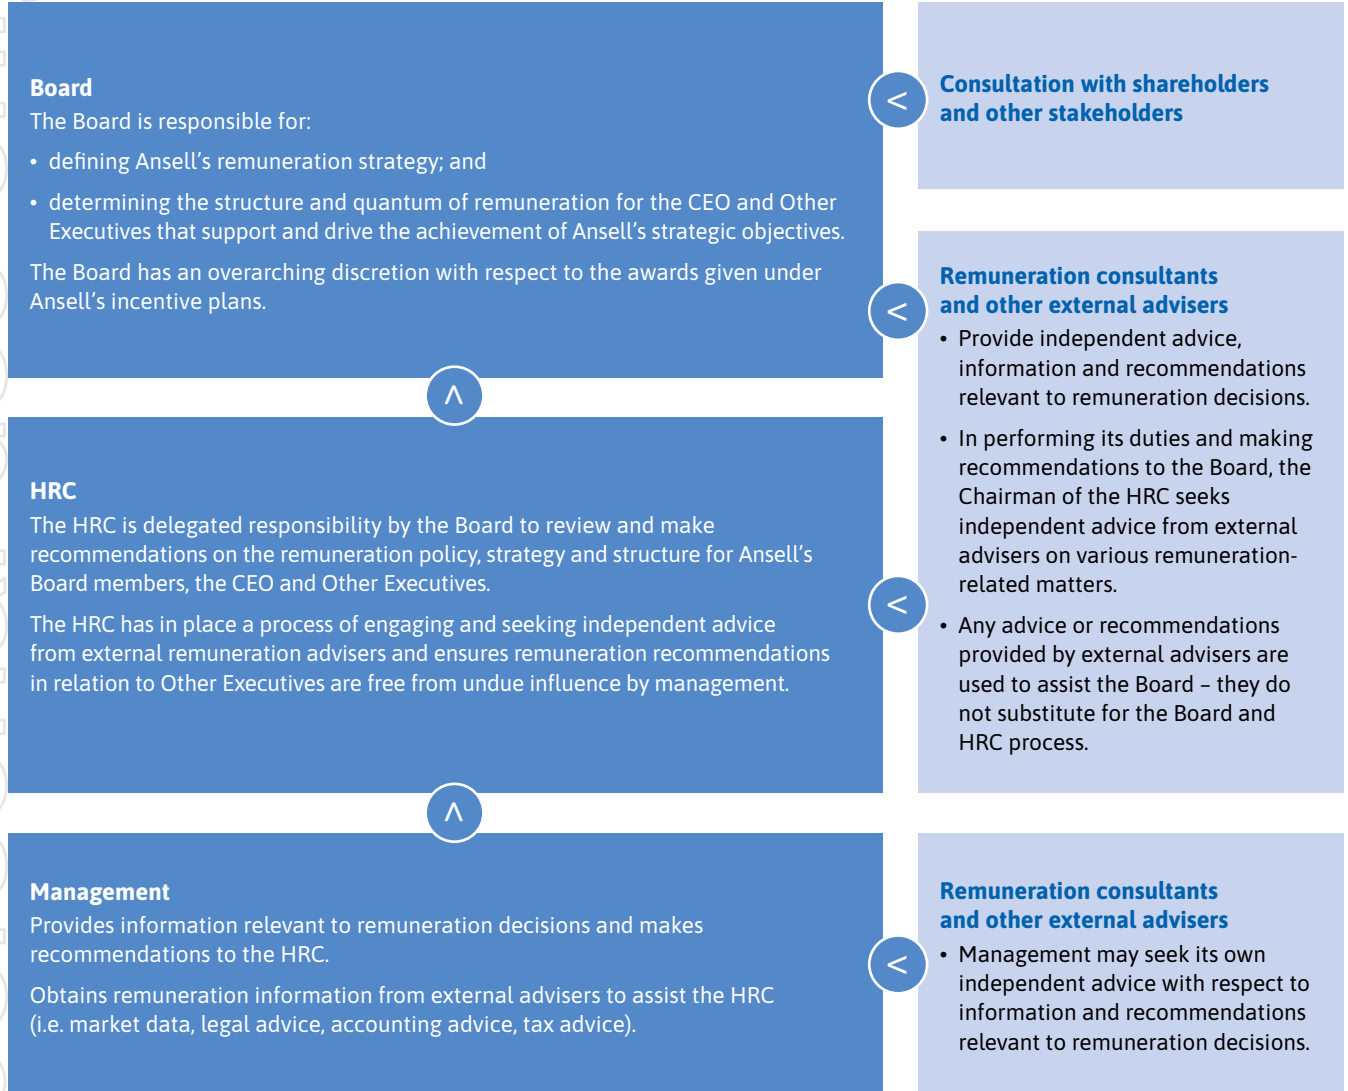 Board
The Board is responsible for:
• defining Ansell’s remuneration strategy; and
• determining the structure and quantum of remuneration for the CEO and Other
Executives that support and drive the achievement of Ansell’s strategic objectives.
The Board has an overarching discretion with respect to the awards given under
Ansell’s incentive plans.
<
Consultation with shareholders
and other stakeholders
<
Remuneration consultants
and other external advisers
• Provide independent advice,
information and recommendations
relevant to remuneration decisions.
• In performing its duties and making
recommendations to the Board, the
Chairman of the HRC seeks
independent advice from external
advisers on various remuneration-
related matters.
• Any advice or recommendations
provided by external advisers are
used to assist the Board – they do
not substitute for the Board and
HRC process.
<
HRC
The HRC is delegated responsibility by the Board to review and make
recommendations on the remuneration policy, strategy and structure for Ansell’s
Board members, the CEO and Other Executives.
The HRC has in place a process of engaging and seeking independent advice
from external remuneration advisers and ensures remuneration recommendations
in relation to Other Executives are free from undue influence by management.
<
<
Management
Provides information relevant to remuneration decisions and makes
recommendations to the HRC.
Obtains remuneration information from external advisers to assist the HRC
(i.e. market data, legal advice, accounting advice, tax advice).
<
Remuneration consultants
and other external advisers
• Management may seek its own
independent advice with respect to
information and recommendations
relevant to remuneration decisions.